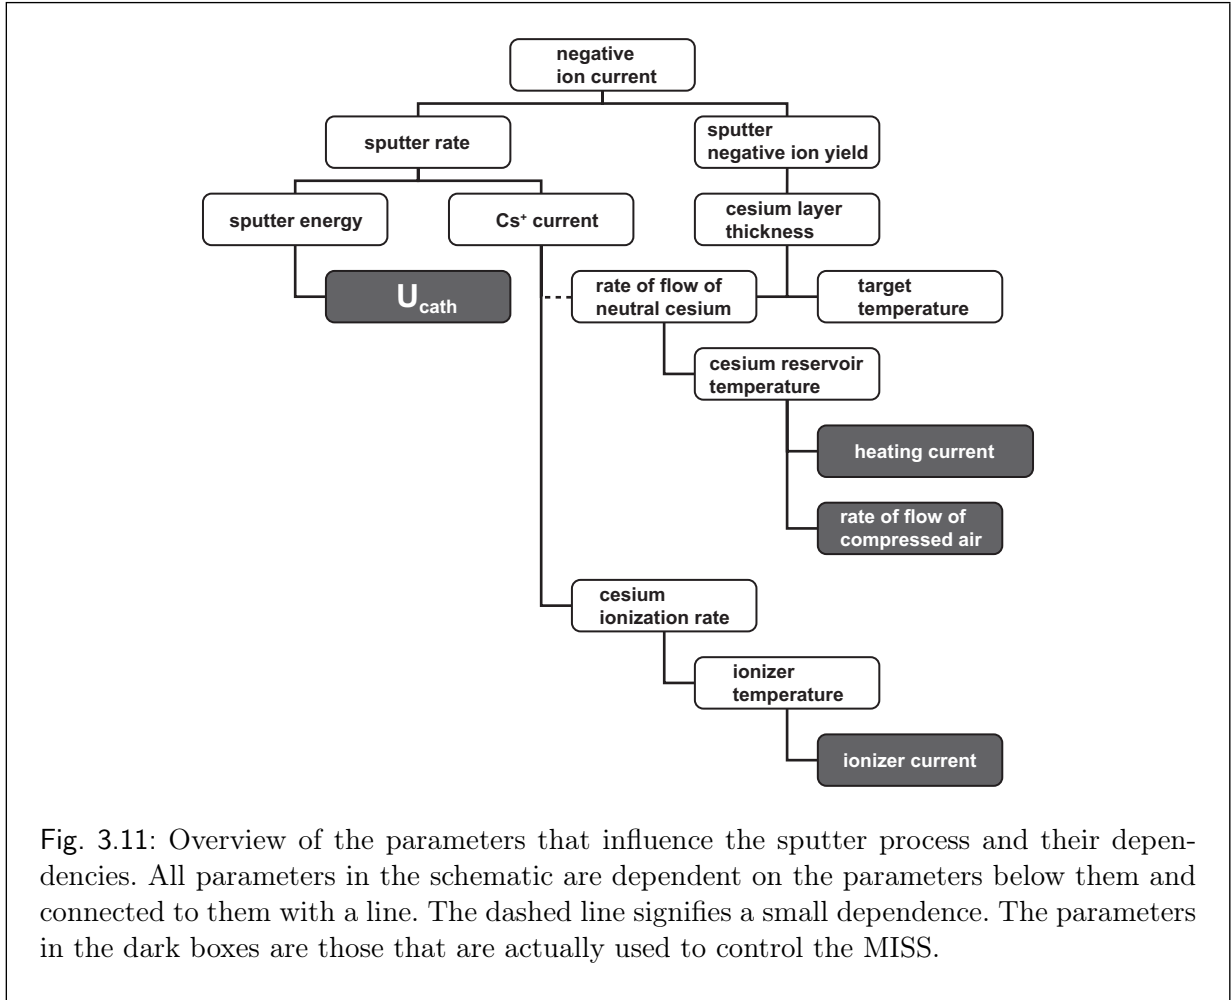 negative
ion current
sputter rate
sputter
negative ion yield
sputter energy
Cs⁺ current
cesium layer
thickness
U_cath
rate of flow of
neutral cesium
target
temperature
cesium reservoir
temperature
heating current
rate of flow of
compressed air
cesium
ionization rate
ionizer
temperature
ionizer current
Fig. 3.11: Overview of the parameters that influence the sputter process and their depen-
dencies. All parameters in the schematic are dependent on the parameters below them and
connected to them with a line. The dashed line signifies a small dependence. The parameters
in the dark boxes are those that are actually used to control the MISS.